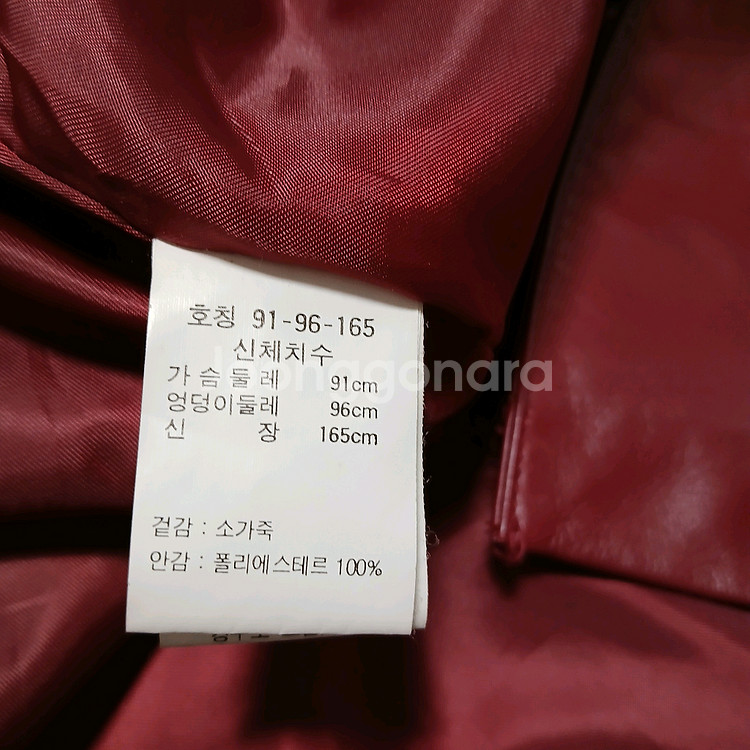 호칭 91-96-165
신체치수
joonggonara
가슴둘레 91cm
엉덩이둘레 96cm
신 장 165cm
겉감 : 소가죽
안감 : 폴리에스테르 100%